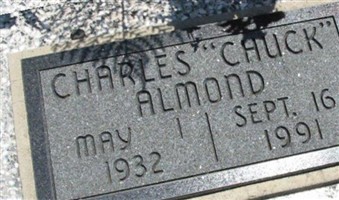 CHARLES "CAUCK"
ALMOND
MAY 1 SEPT. 16
1932 1991